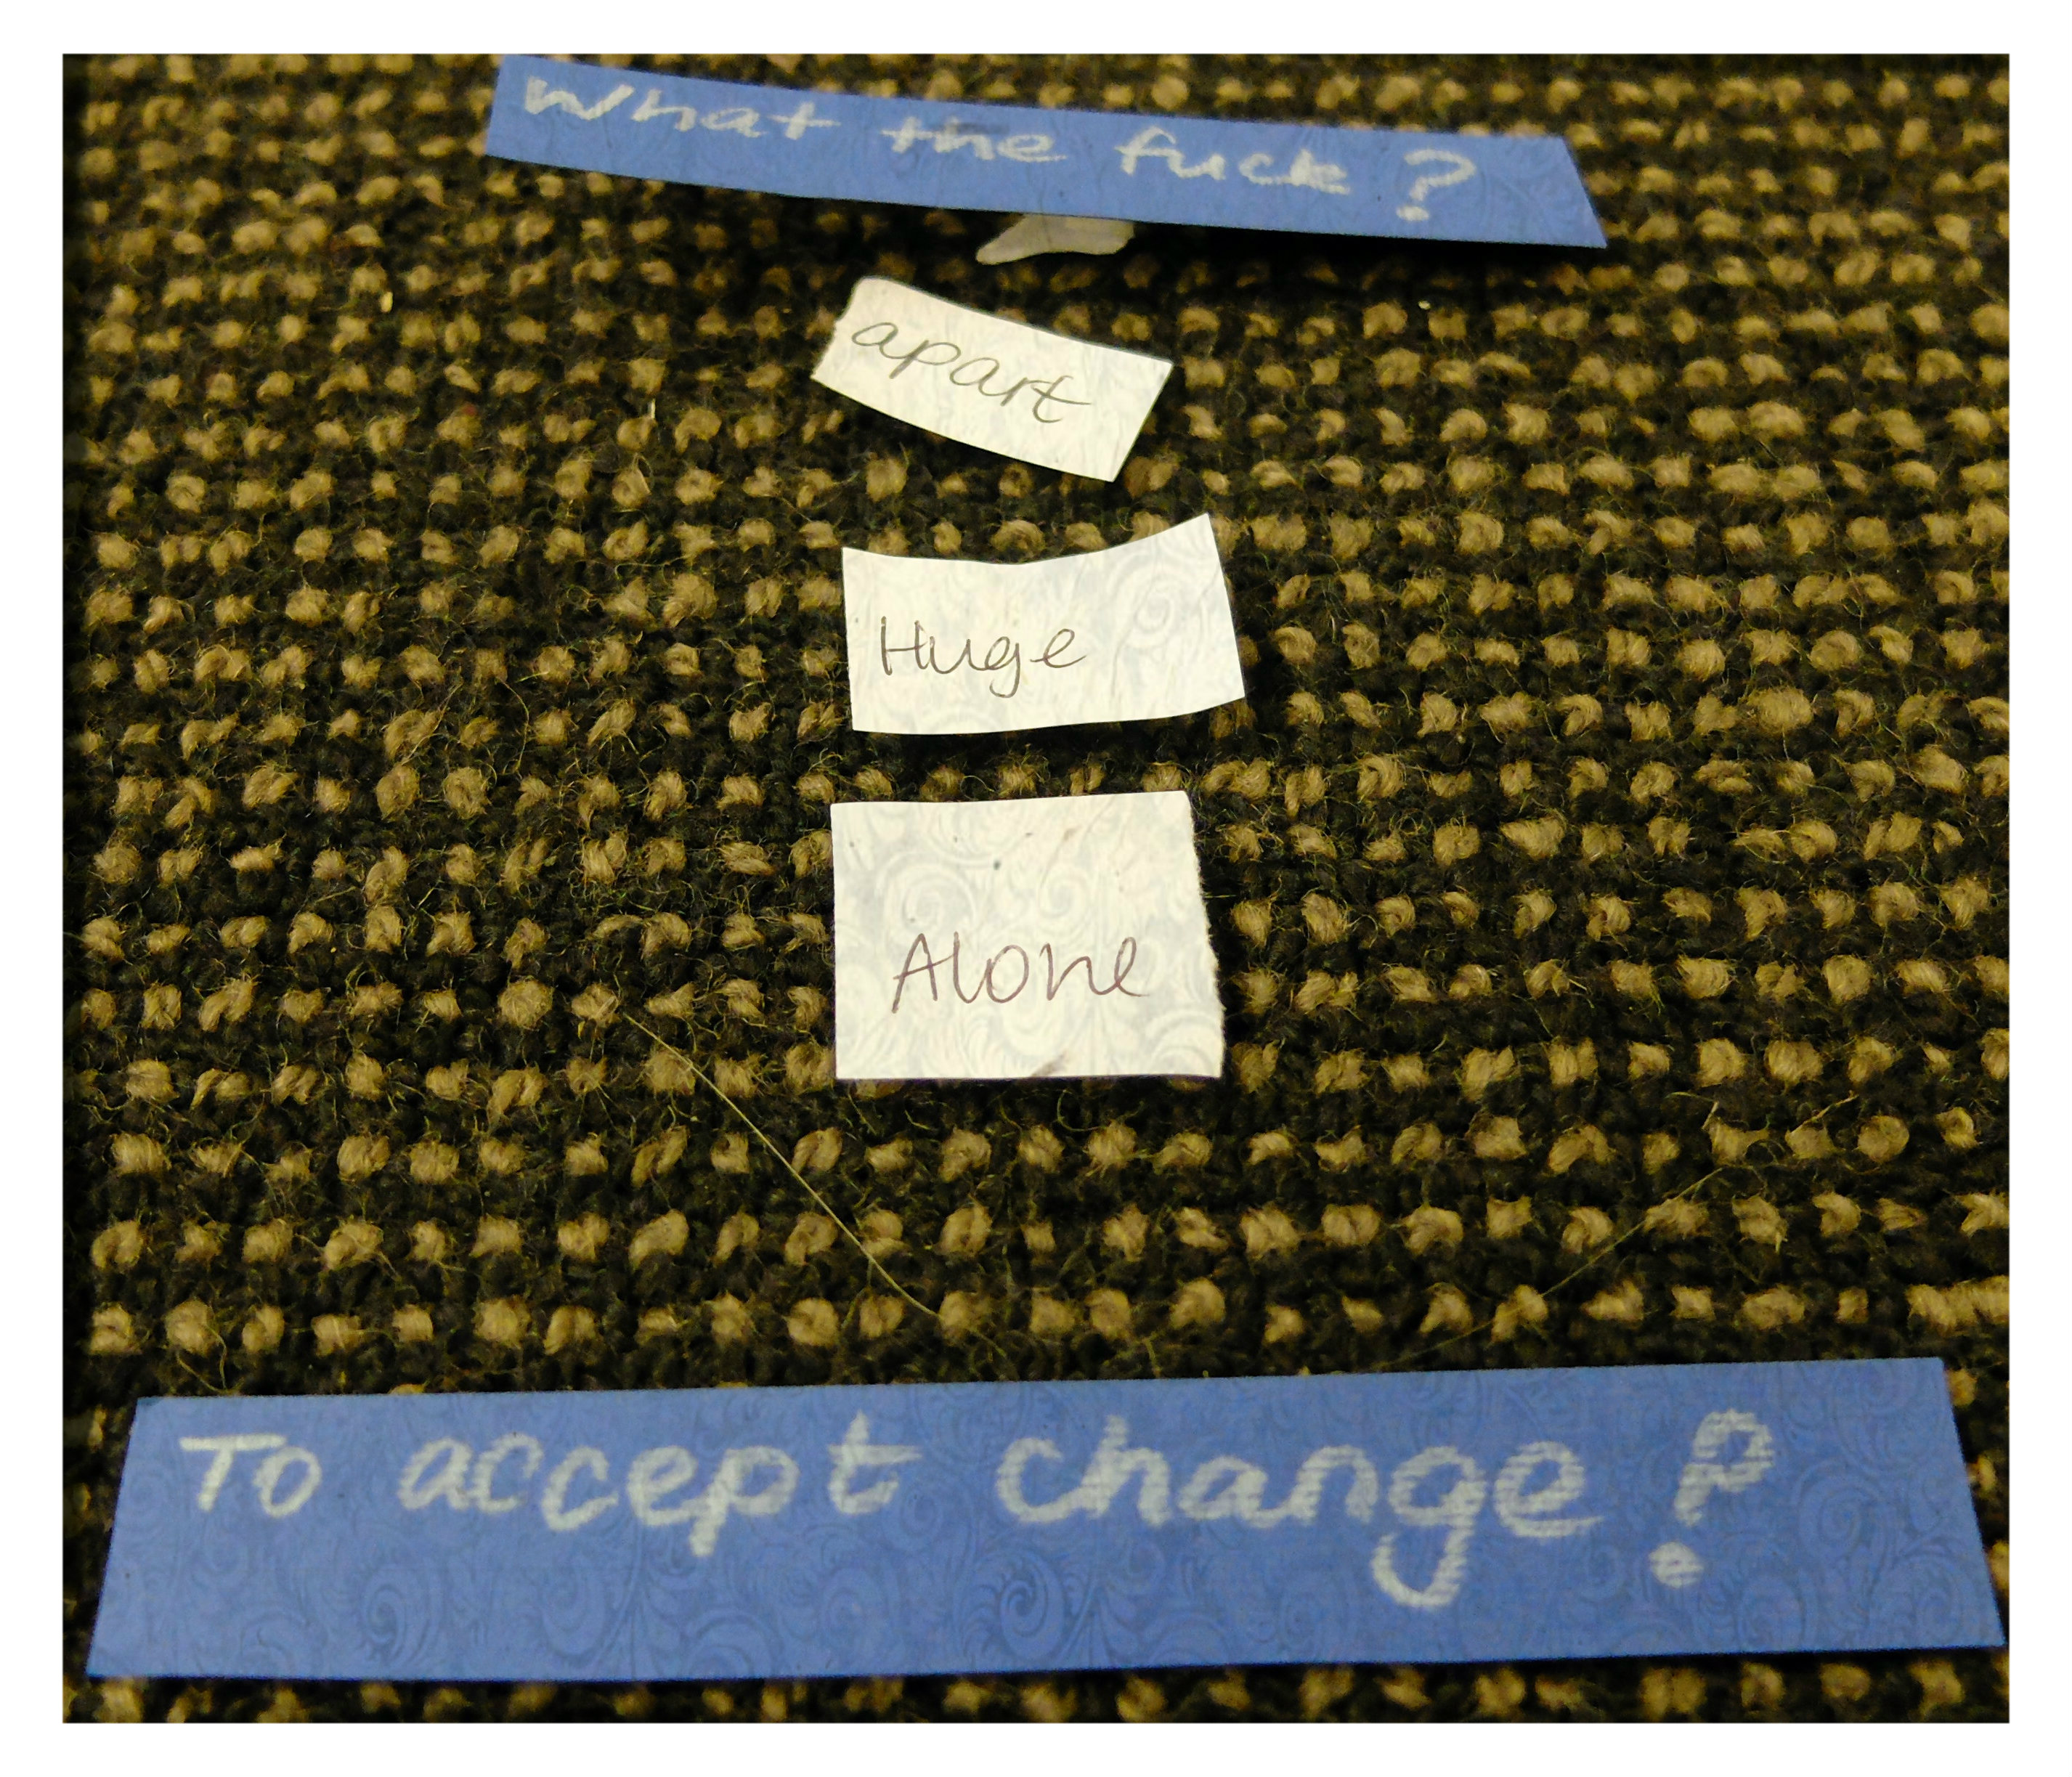 What the fuck?
apart
Huge
Alone
To accept change?